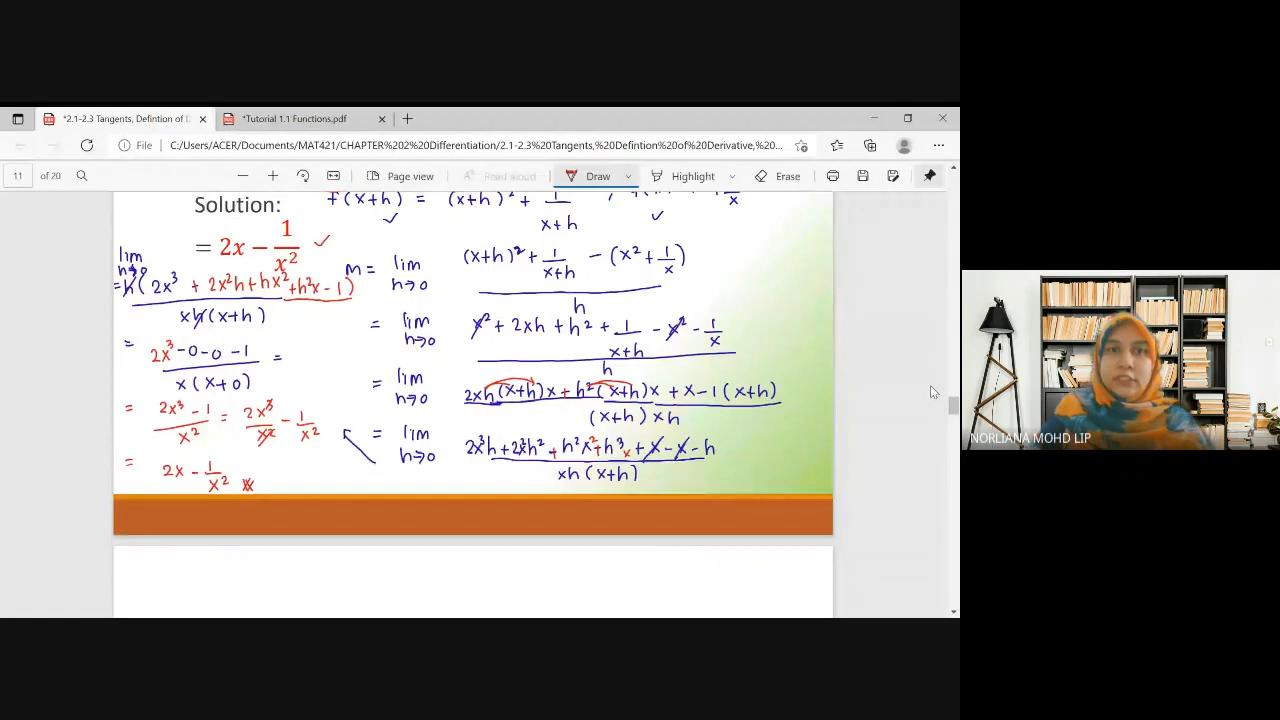 *2.1-2.3 Tangents, Defintion of D
*Tutorial 1.1 Functions.pdf
File C:/Users/ACER/Documents/MAT421/CHAPTER%202%20Differentiation/2.1-2.3%20Tangents,%20Defintion%20of%20Derivative,%20...
11 of 20 Page view Read aloud Draw Highlight Erase
Solution: f(x+h) = (x+h)² + 1/(x+h)
= 2x − 1/x² ✓
m = lim h→0 ((x+h)² + 1/(x+h) − (x² + 1/x)) / h
= lim h→0 (x² + 2xh + h² + 1/(x+h) − x² − 1/x) / h
= lim h→0 (2xh(x+h)x + h²(x+h)x + x − 1(x+h)) / ((x+h)xh)
= lim h→0 (2x³h + 2x²h² + h²x² + h³x + x − x − h) / (xh(x+h))
lim h→0
= h(2x³ + 2x²h + hx² + h²x − 1) / (xh(x+h))
= (2x³ − 0 − 0 − 1) / (x(x+0)) =
= (2x³ − 1)/x² = 2x³/x² − 1/x²
= 2x − 1/x²
NORLIANA MOHD LIP